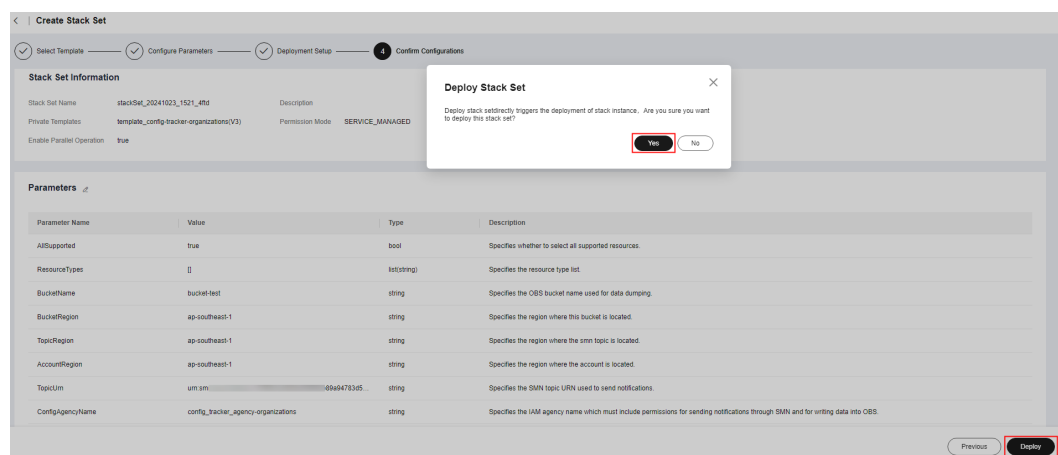 < | Create Stack Set
Select Template Configure Parameters Deployment Setup 4 Confirm Configurations
Stack Set Information
Stack Set Name stackSet_20241023_1521_4ftd Description
Private Templates template_config-tracker-organizations(V3) Permission Mode SERVICE_MANAGED
Enable Parallel Operation true
Deploy Stack Set
Deploy stack setdirectly triggers the deployment of stack instance. Are you sure you want
to deploy this stack set?
Yes No
Parameters
Parameter Name Value Type Description
AllSupported true bool Specifies whether to select all supported resources.
ResourceTypes [] list(string) Specifies the resource type list.
BucketName bucket-test string Specifies the OBS bucket name used for data dumping.
BucketRegion ap-southeast-1 string Specifies the region where this bucket is located.
TopicRegion ap-southeast-1 string Specifies the region where the smn topic is located.
AccountRegion ap-southeast-1 string Specifies the region where the account is located.
TopicUrn urn:sm 89a94783d5... string Specifies the SMN topic URN used to send notifications.
ConfigAgencyName config_tracker_agency-organizations string Specifies the IAM agency name which must include permissions for sending notifications through SMN and for writing data into OBS.
Previous Deploy